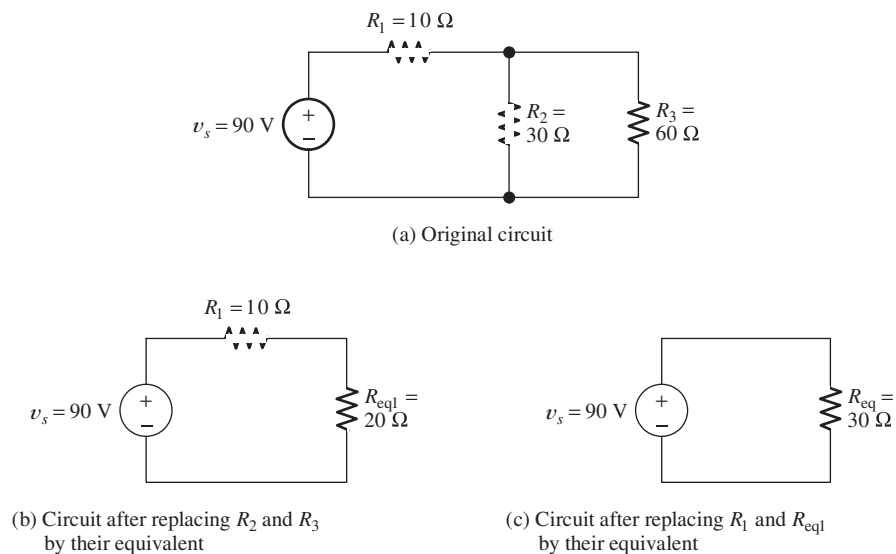 R1 = 10 Ω
vs = 90 V
+
−
R2 =
30 Ω
R3 =
60 Ω
(a) Original circuit
R1 = 10 Ω
vs = 90 V
+
−
Req1 =
20 Ω
(b) Circuit after replacing R2 and R3
by their equivalent
vs = 90 V
+
−
Req =
30 Ω
(c) Circuit after replacing R1 and Req1
by their equivalent